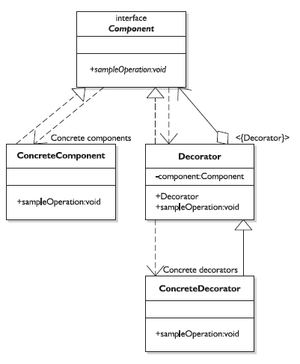 interface
Component
+sampleOperation:void
<{Decorator}>
Concrete components
ConcreteComponent
+sampleOperation:void
Decorator
-component:Component
+Decorator
+sampleOperation:void
Concrete decorators
ConcreteDecorator
+sampleOperation:void